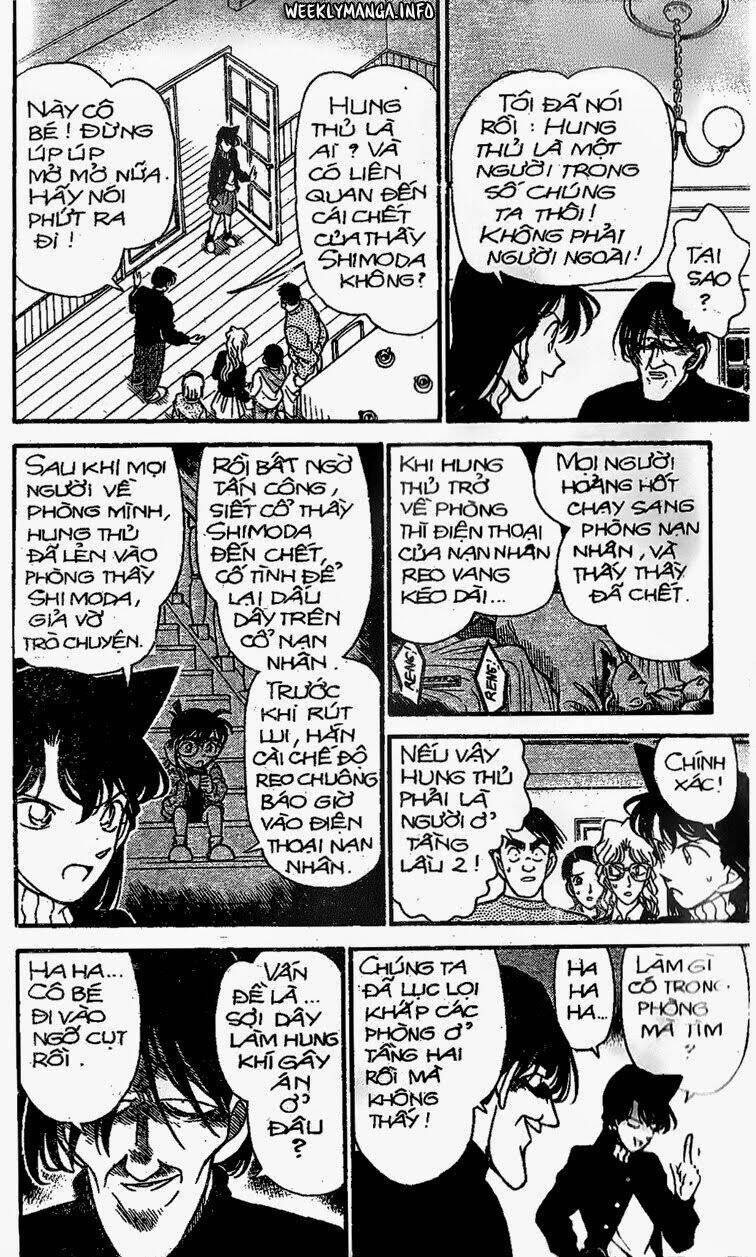 WEEKLYMANGA.INFO
NÀY CÔ
BÉ! ĐỪNG
ÚP ÚP
MỞ MỞ NỮA.
HÃY NÓI
PHỨT RA
ĐI!
HUNG
THỦ LÀ
AI? VÀ
CÓ LIÊN
QUAN ĐẾN
CÁI CHẾT
CỦA THẦY
SHIMODA
KHÔNG?
TÔI ĐÃ NÓI
RỒI: HUNG
THỦ LÀ MỘT
NGƯỜI TRONG
SỐ CHÚNG
TA THÔI!
KHÔNG PHẢI
NGƯỜI NGOÀI!
TẠI
SAO
?
SAU KHI MỌI
NGƯỜI VỀ
PHÒNG MÌNH,
HUNG THỦ
ĐÃ LẺN VÀO
PHÒNG THẦY
SHIMODA,
GIẢ VỜ
TRÒ CHUYỆN.
RỒI BẤT NGỜ
TẤN CÔNG,
SIẾT CỔ THẦY
SHIMODA
ĐẾN CHẾT,
CỐ TÌNH ĐỂ
LẠI DẤU
DÂY TRÊN
CỔ NẠN
NHÂN.
TRƯỚC
KHI RÚT
LUI, HẮN
CÀI CHẾ ĐỘ
REO CHUÔNG
BÁO GIỜ
VÀO ĐIỆN
THOẠI NẠN
NHÂN.
KHI HUNG
THỦ TRỞ
VỀ PHÒNG
THÌ ĐIỆN THOẠI
CỦA NẠN NHÂN
REO VANG
KÉO DÀI...
MỌI NGƯỜI
HOẢNG HỐT
CHẠY SANG
PHÒNG NẠN
NHÂN, VÀ
THẤY THẦY
ĐÃ CHẾT.
RENG!
RENG!
NẾU VẬY
HUNG THỦ
PHẢI LÀ
NGƯỜI Ở
TẦNG
LẦU 2!
CHÍNH
XÁC!
HA HA...
CÔ BÉ
ĐI VÀO
NGÕ CỤT
RỒI.
VẤN
ĐỀ LÀ...
SỢI DÂY
LÀM HUNG
KHÍ GÂY
ÁN
Ở
ĐÂU
?
CHÚNG TA
ĐÃ LỤC LỌI
KHẮP CÁC
PHÒNG Ở
TẦNG HAI
RỒI MÀ
KHÔNG
THẤY!
HA
HA
HA...
LÀM GÌ
CÓ TRONG
PHÒNG
MÀ TÌM
?